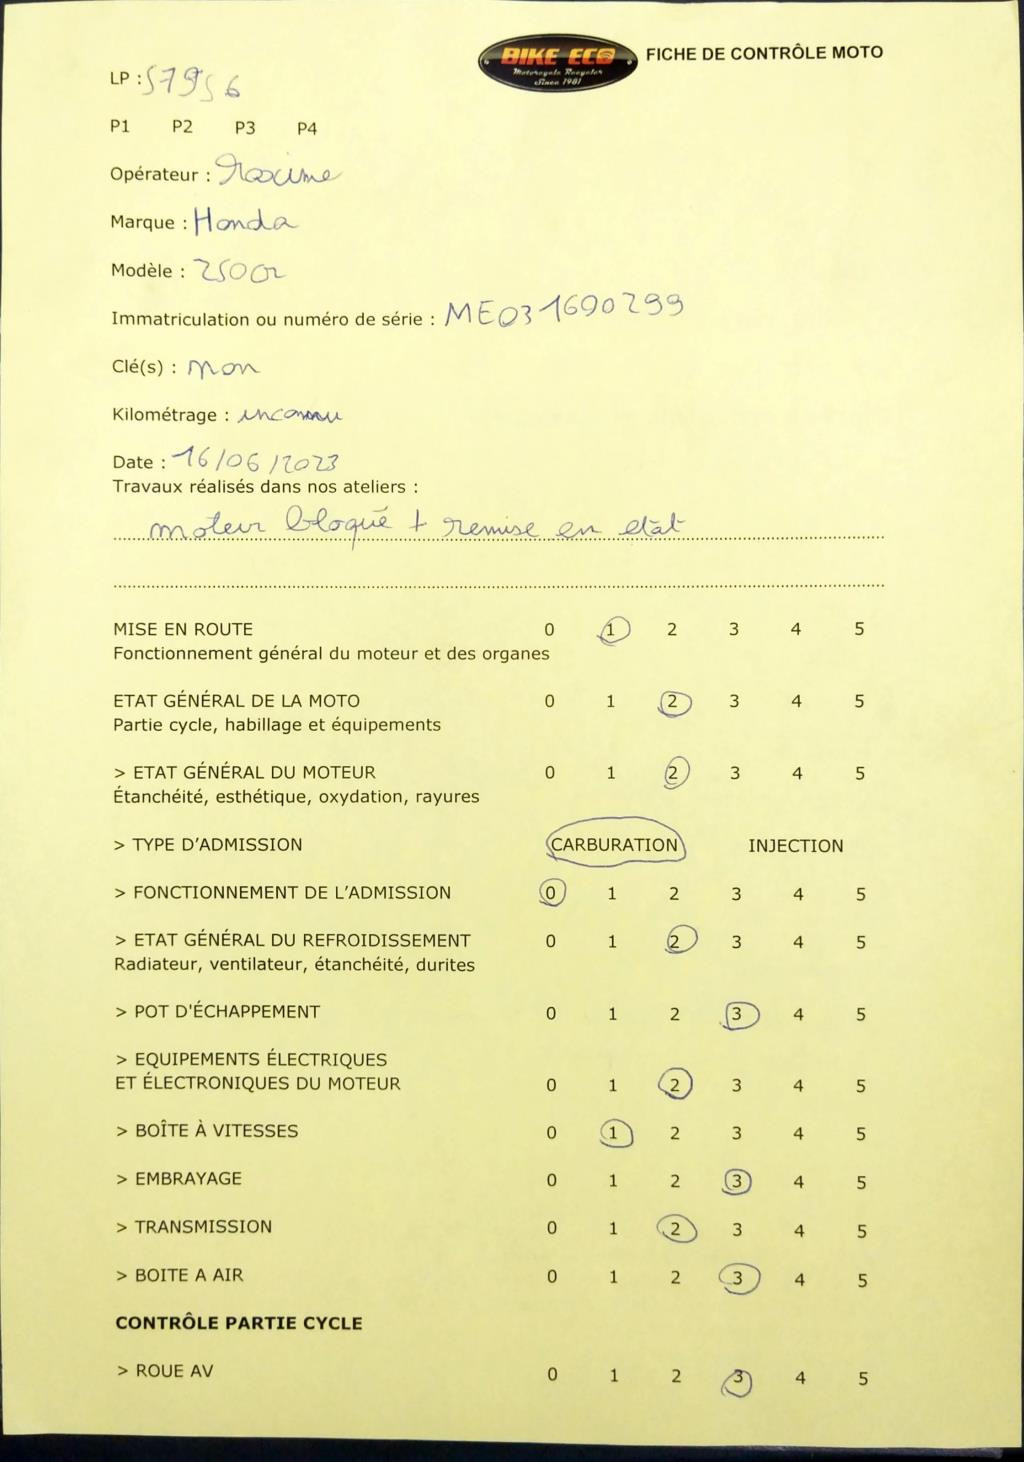 BIKE ECO
Motorcycle Recycler
Since 1981
FICHE DE CONTRÔLE MOTO
LP : 57956
P1 P2 P3 P4
Opérateur : Maxime
Marque : Honda
Modèle : 250cr
Immatriculation ou numéro de série : ME031690299
Clé(s) : non
Kilométrage : inconnu
Date : 16/06/2023
Travaux réalisés dans nos ateliers :
moteur bloqué + remise en etat
MISE EN ROUTE 0 1 2 3 4 5
Fonctionnement général du moteur et des organes
ETAT GÉNÉRAL DE LA MOTO 0 1 2 3 4 5
Partie cycle, habillage et équipements
> ETAT GÉNÉRAL DU MOTEUR 0 1 2 3 4 5
Étanchéité, esthétique, oxydation, rayures
> TYPE D'ADMISSION CARBURATION INJECTION
> FONCTIONNEMENT DE L'ADMISSION 0 1 2 3 4 5
> ETAT GÉNÉRAL DU REFROIDISSEMENT 0 1 2 3 4 5
Radiateur, ventilateur, étanchéité, durites
> POT D'ÉCHAPPEMENT 0 1 2 3 4 5
> EQUIPEMENTS ÉLECTRIQUES
ET ÉLECTRONIQUES DU MOTEUR 0 1 2 3 4 5
> BOÎTE À VITESSES 0 1 2 3 4 5
> EMBRAYAGE 0 1 2 3 4 5
> TRANSMISSION 0 1 2 3 4 5
> BOITE A AIR 0 1 2 3 4 5
CONTRÔLE PARTIE CYCLE
> ROUE AV 0 1 2 3 4 5